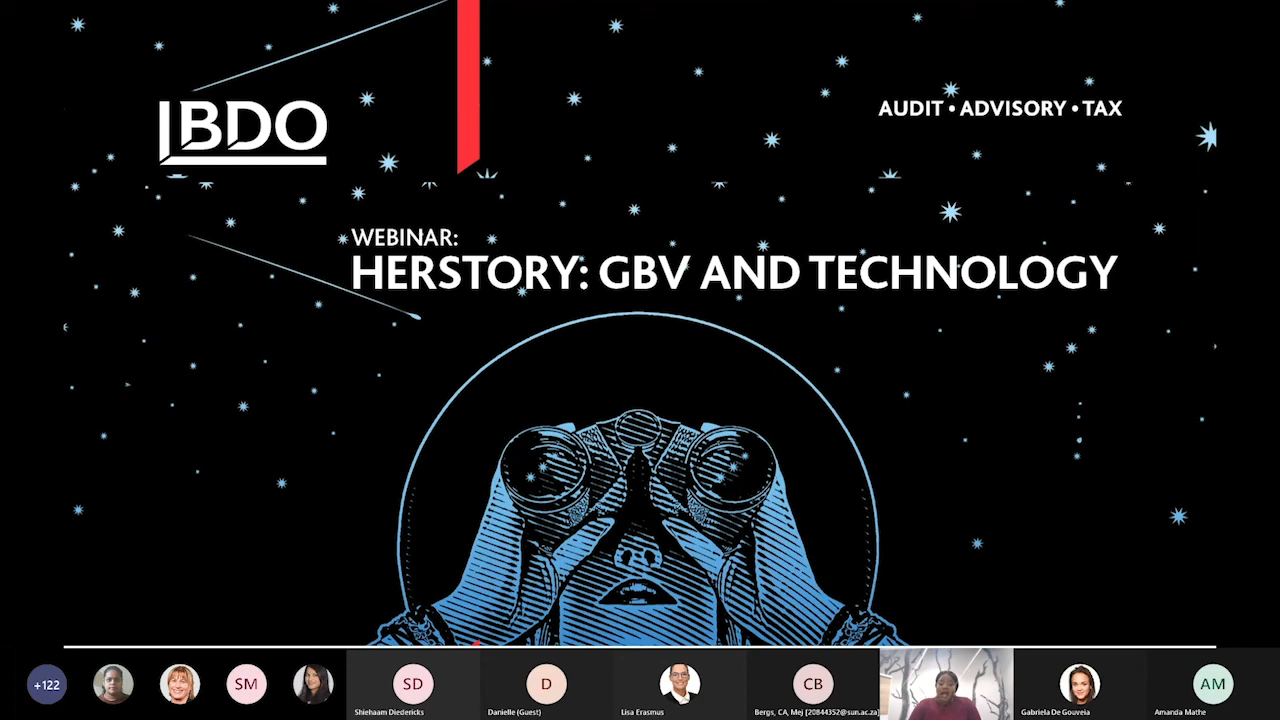 BDO
AUDIT • ADVISORY • TAX
WEBINAR:
HERSTORY: GBV AND TECHNOLOGY
+122
SM
SD
D
CB
AM
Shiehaam Diedericks
Danielle (Guest)
Lisa Erasmus
Bergs, CA, Mej [20844352@sun.ac.za]
Gabriela De Gouveia
Amanda Mathe